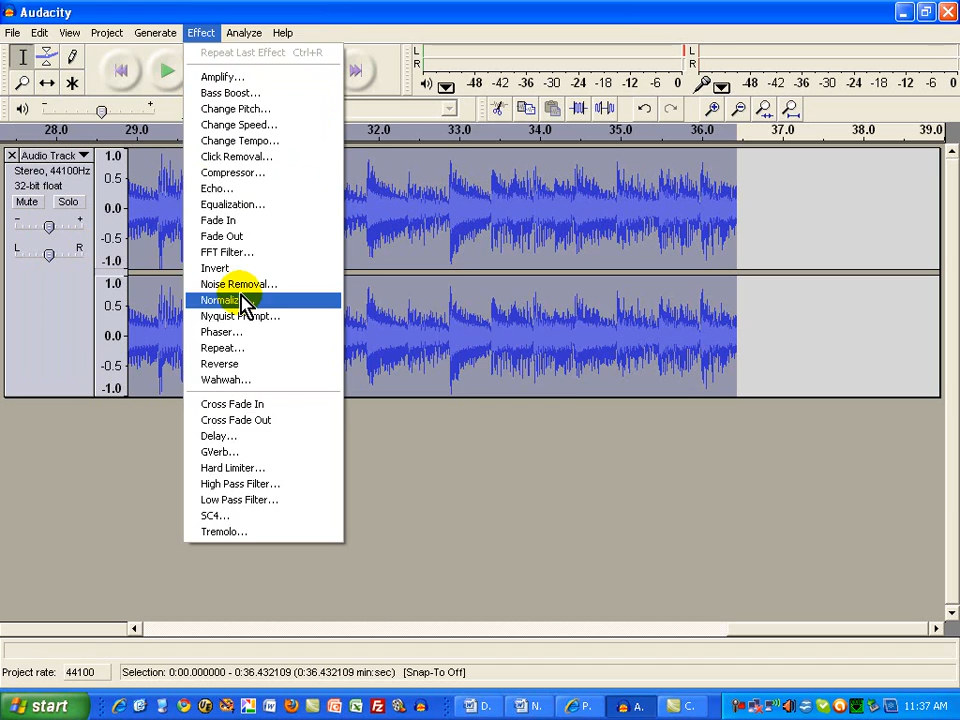 Audacity
File Edit View Project Generate Effect Analyze Help
Repeat Last Effect Ctrl+R
Amplify...
Bass Boost...
Change Pitch...
Change Speed...
Change Tempo...
Click Removal...
Compressor...
Echo...
Equalization...
Fade In
Fade Out
FFT Filter...
Invert
Noise Removal...
Nyquist Prompt...
Phaser...
Repeat...
Reverse
Wahwah...
Cross Fade In
Cross Fade Out
Delay...
GVerb...
Hard Limiter...
High Pass Filter...
Low Pass Filter...
SC4...
Tremolo...
L
R
-48 -42 -36 -30 -24 -18 -12 -6 0
L
R
-48 -42 -36 -30 -24 -18 -12 -6 0
28.0 29.0 32.0 33.0 34.0 35.0 36.0 37.0 38.0 39.0
Audio Track
Stereo, 44100Hz
32-bit float
Mute Solo
- +
L R
1.0
0.5
0.0
-0.5
-1.0
1.0
0.5
0.0
-0.5
-1.0
Project rate: 44100 Selection: 0:00.000000 - 0:36.432109 (0:36.432109 min:sec) [Snap-To Off]
start D. N. P. A. C. 11:37 AM